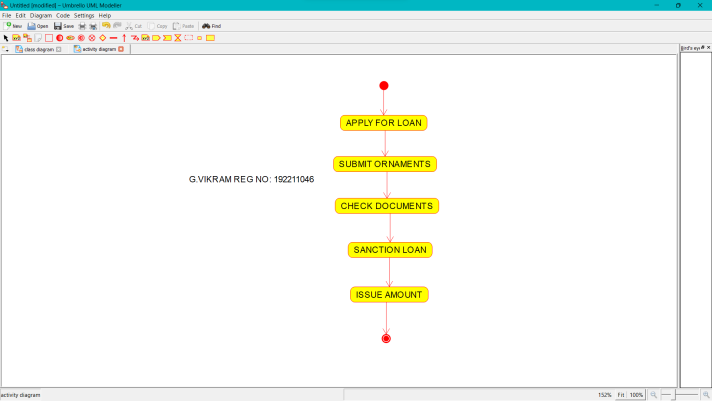 Untitled [modified] – Umbrello UML Modeller
File Edit Diagram Code Settings Help
New Open Save Cut Copy Paste Find
class diagram activity diagram
APPLY FOR LOAN
SUBMIT ORNAMENTS
G.VIKRAM REG NO: 192211046
CHECK DOCUMENTS
SANCTION LOAN
ISSUE AMOUNT
activity diagram 152% Fit 100%